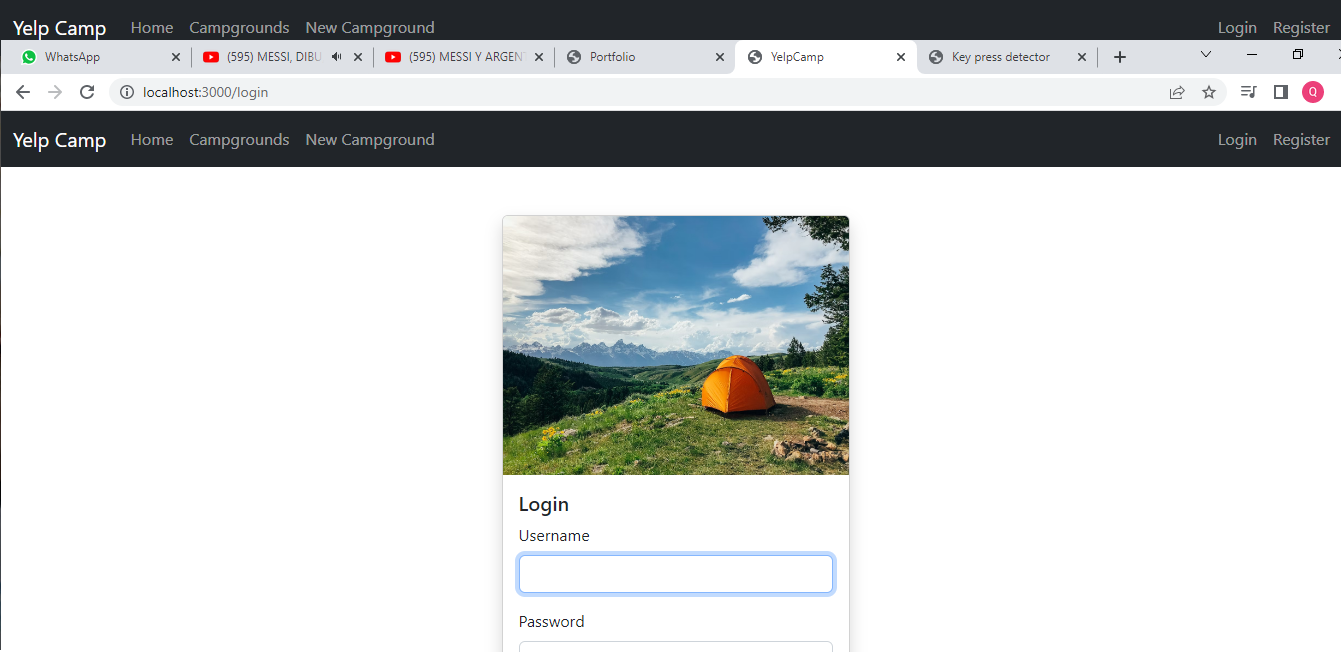 Yelp Camp Home Campgrounds New Campground Login Register
WhatsApp (595) MESSI, DIBU (595) MESSI Y ARGEN Portfolio YelpCamp Key press detector
localhost:3000/login Q
Yelp Camp Home Campgrounds New Campground Login Register
Login
Username
Password